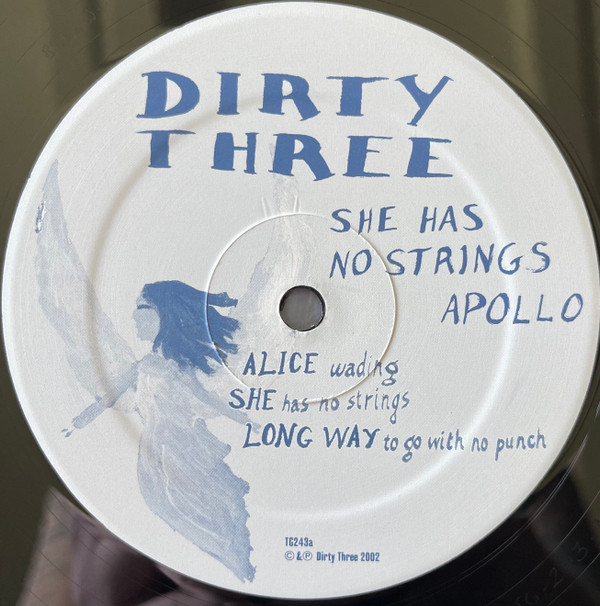 DIRTY
THREE
SHE HAS
NO STRINGS
APOLLO
ALICE wading
SHE has no strings
LONG WAY to go with no punch
TG243a
© & ℗ Dirty Three 2002